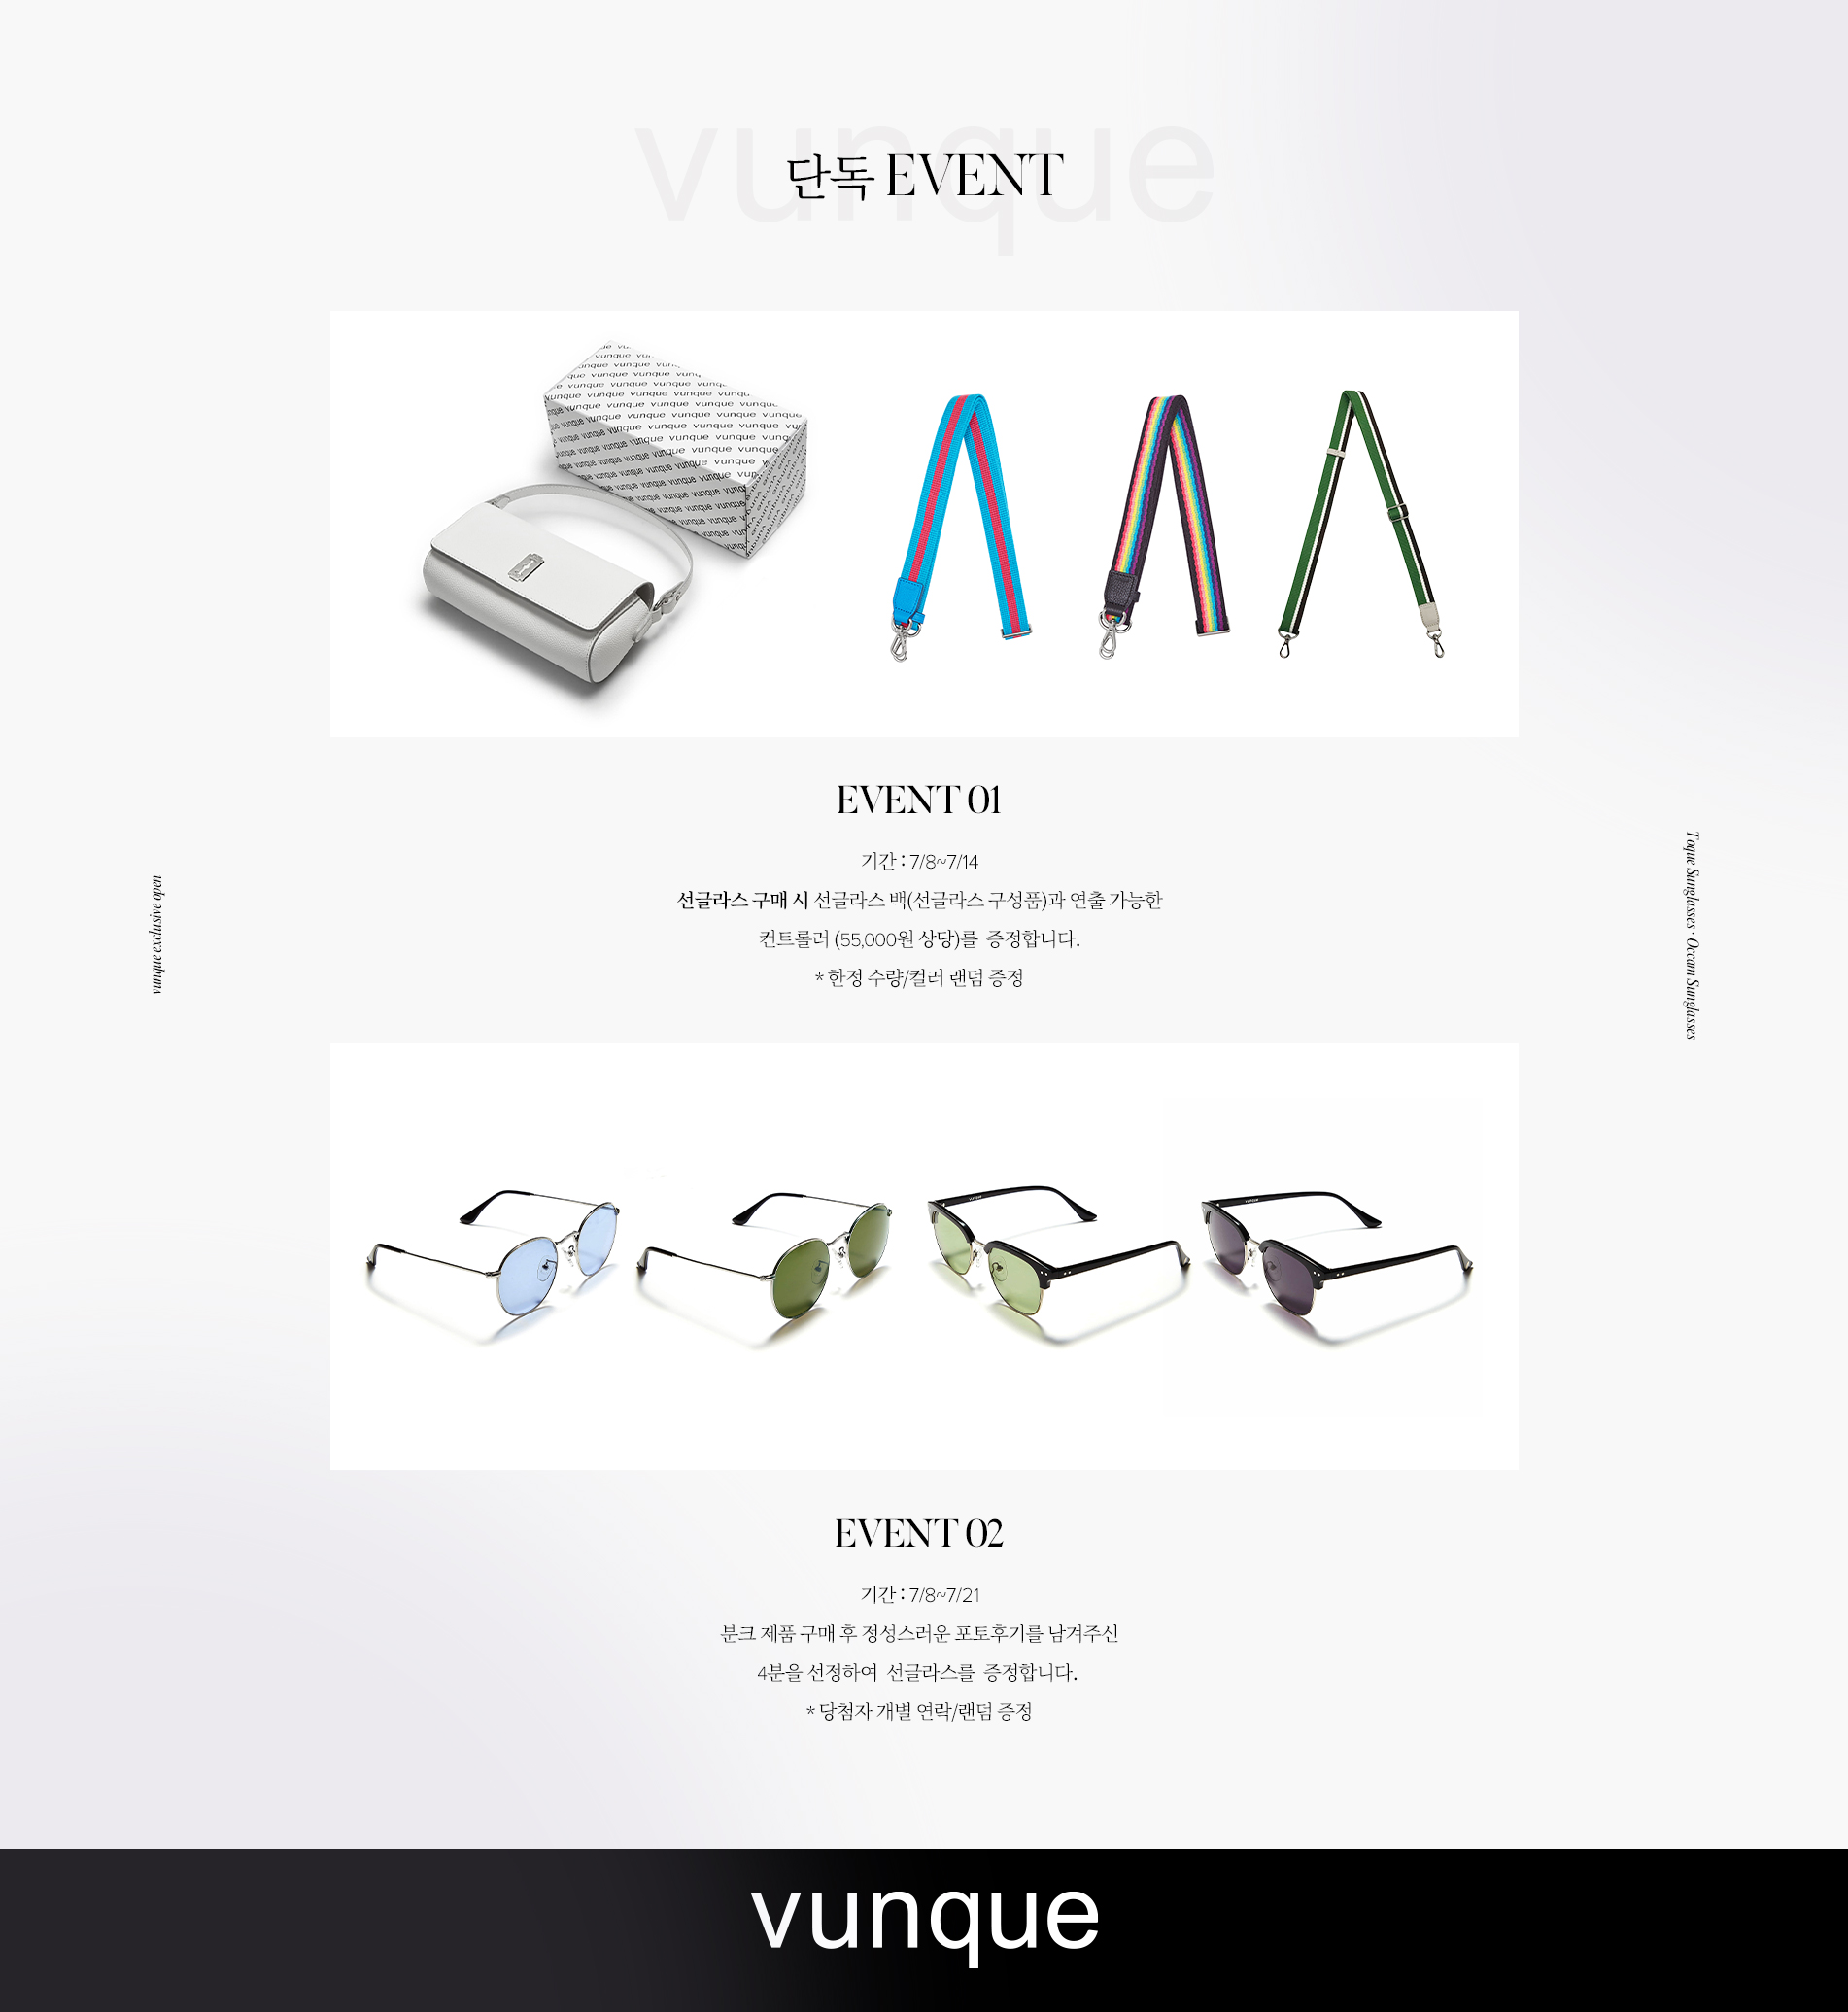 vunque
단독 EVENT
EVENT 01
기간 : 7/8~7/14
선글라스 구매 시 선글라스 백(선글라스 구성품)과 연출 가능한
컨트롤러 (55,000원 상당)를 증정합니다.
* 한정 수량/컬러 랜덤 증정
vunque exclusive open
Toque Sunglasses · Occam Sunglasses
EVENT 02
기간 : 7/8~7/21
분크 제품 구매 후 정성스러운 포토후기를 남겨주신
4분을 선정하여 선글라스를 증정합니다.
* 당첨자 개별 연락/랜덤 증정
vunque